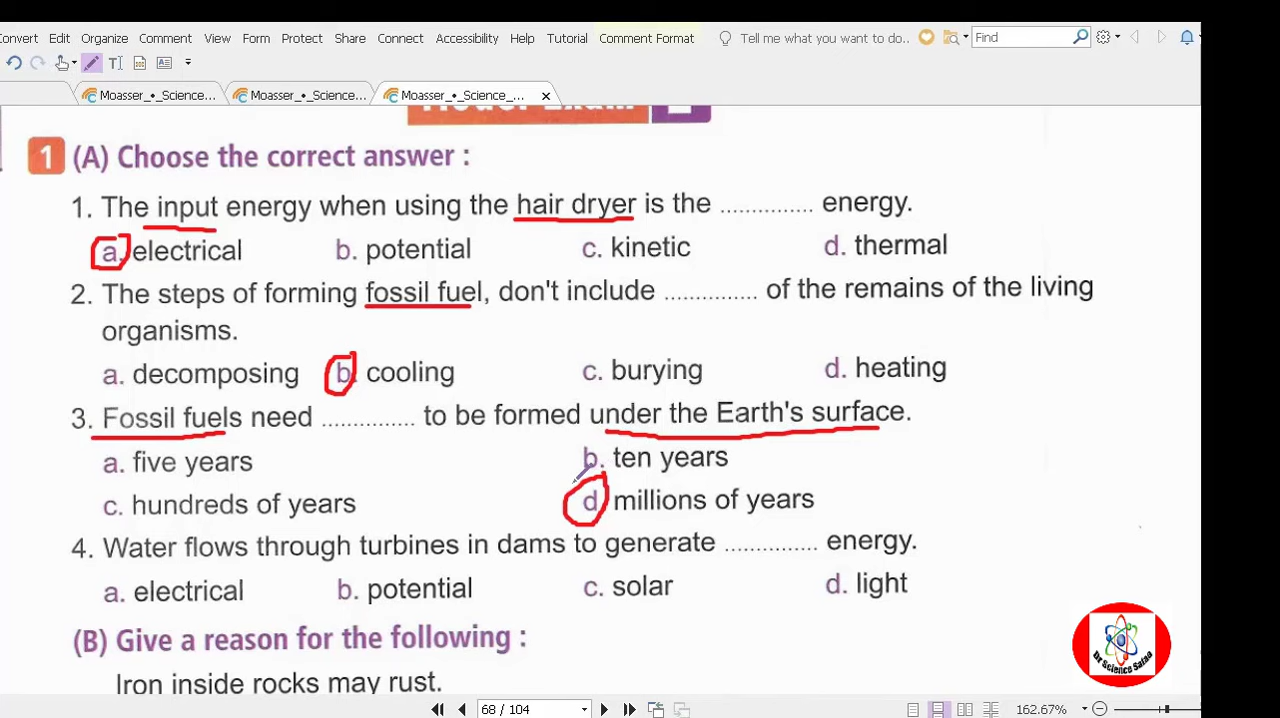 Convert Edit Organize Comment View Form Protect Share Connect Accessibility Help Tutorial Comment Format Tell me what you want to do.. Find
Moasser_•_Science... Moasser_•_Science... Moasser_•_Science_...
1 (A) Choose the correct answer :
1. The input energy when using the hair dryer is the .............. energy.
a. electrical b. potential c. kinetic d. thermal
2. The steps of forming fossil fuel, don't include .............. of the remains of the living
organisms.
a. decomposing b. cooling c. burying d. heating
3. Fossil fuels need .............. to be formed under the Earth's surface.
a. five years b. ten years
c. hundreds of years d. millions of years
4. Water flows through turbines in dams to generate .............. energy.
a. electrical b. potential c. solar d. light
(B) Give a reason for the following :
Iron inside rocks may rust.
Dr Science Safaa
68 / 104 162.67%